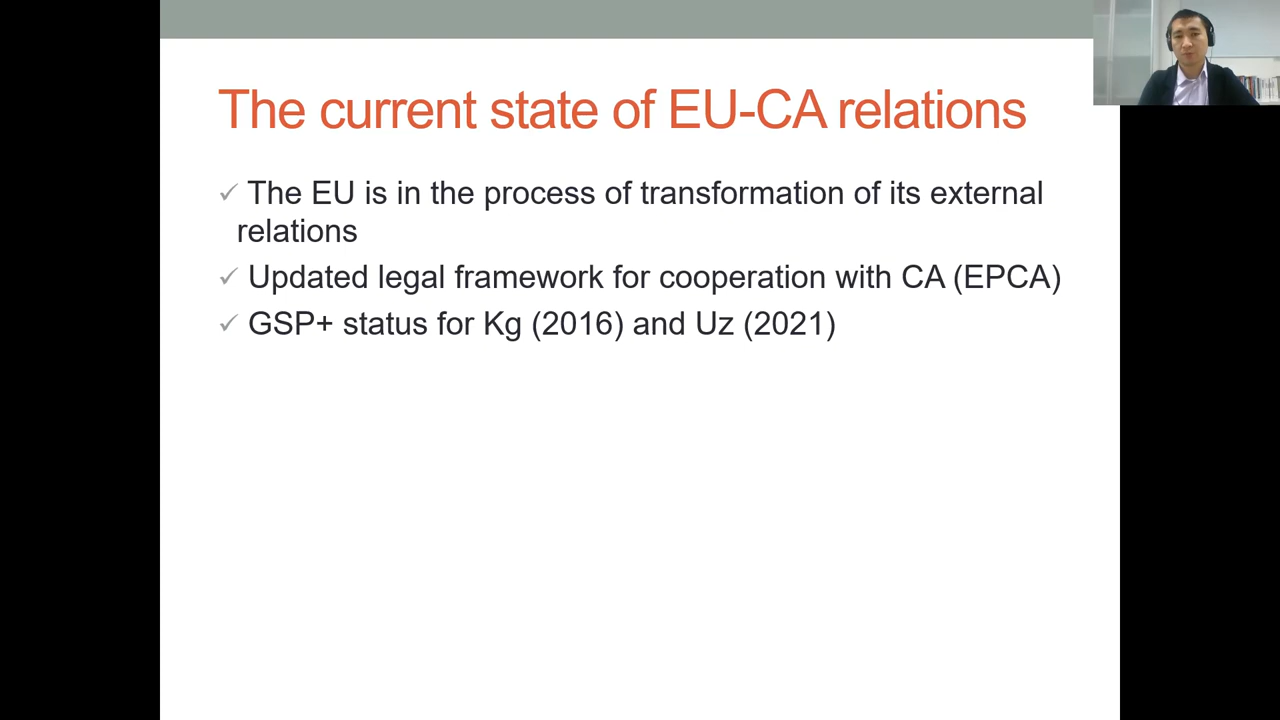 The current state of EU-CA relations
✓ The EU is in the process of transformation of its external
relations
✓ Updated legal framework for cooperation with CA (EPCA)
✓ GSP+ status for Kg (2016) and Uz (2021)